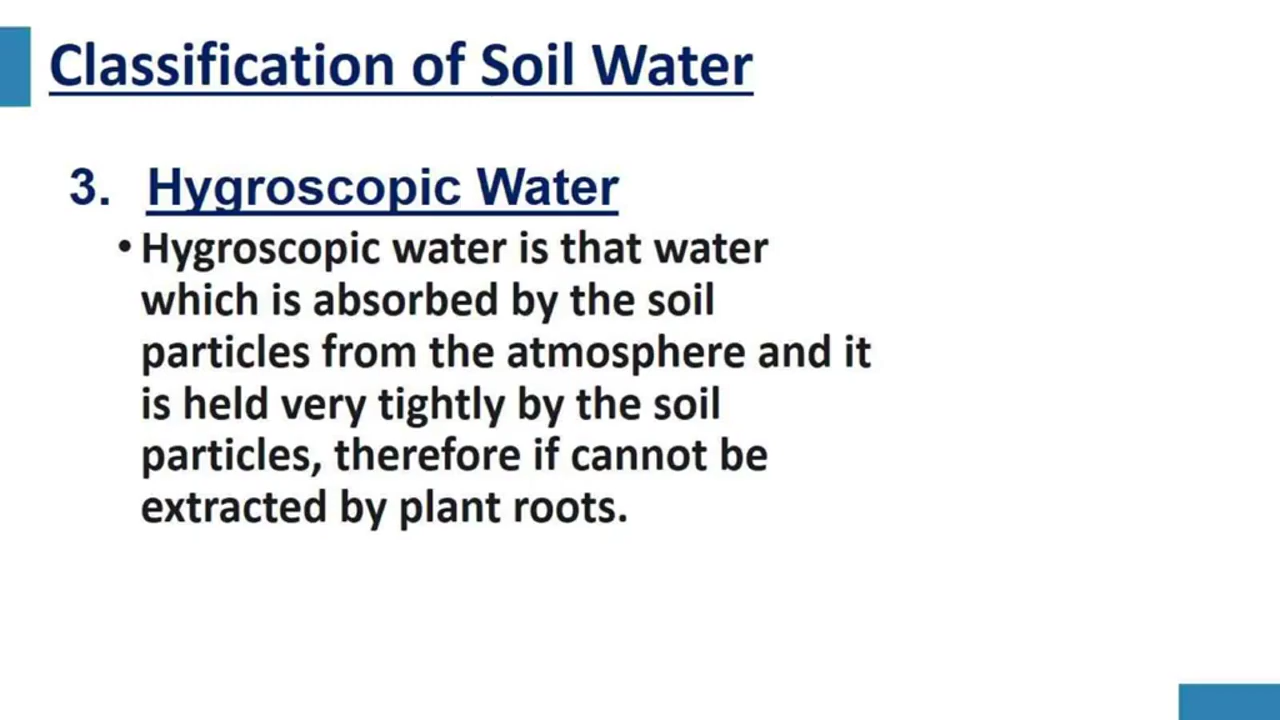 Classification of Soil Water
3. Hygroscopic Water
• Hygroscopic water is that water
which is absorbed by the soil
particles from the atmosphere and it
is held very tightly by the soil
particles, therefore if cannot be
extracted by plant roots.